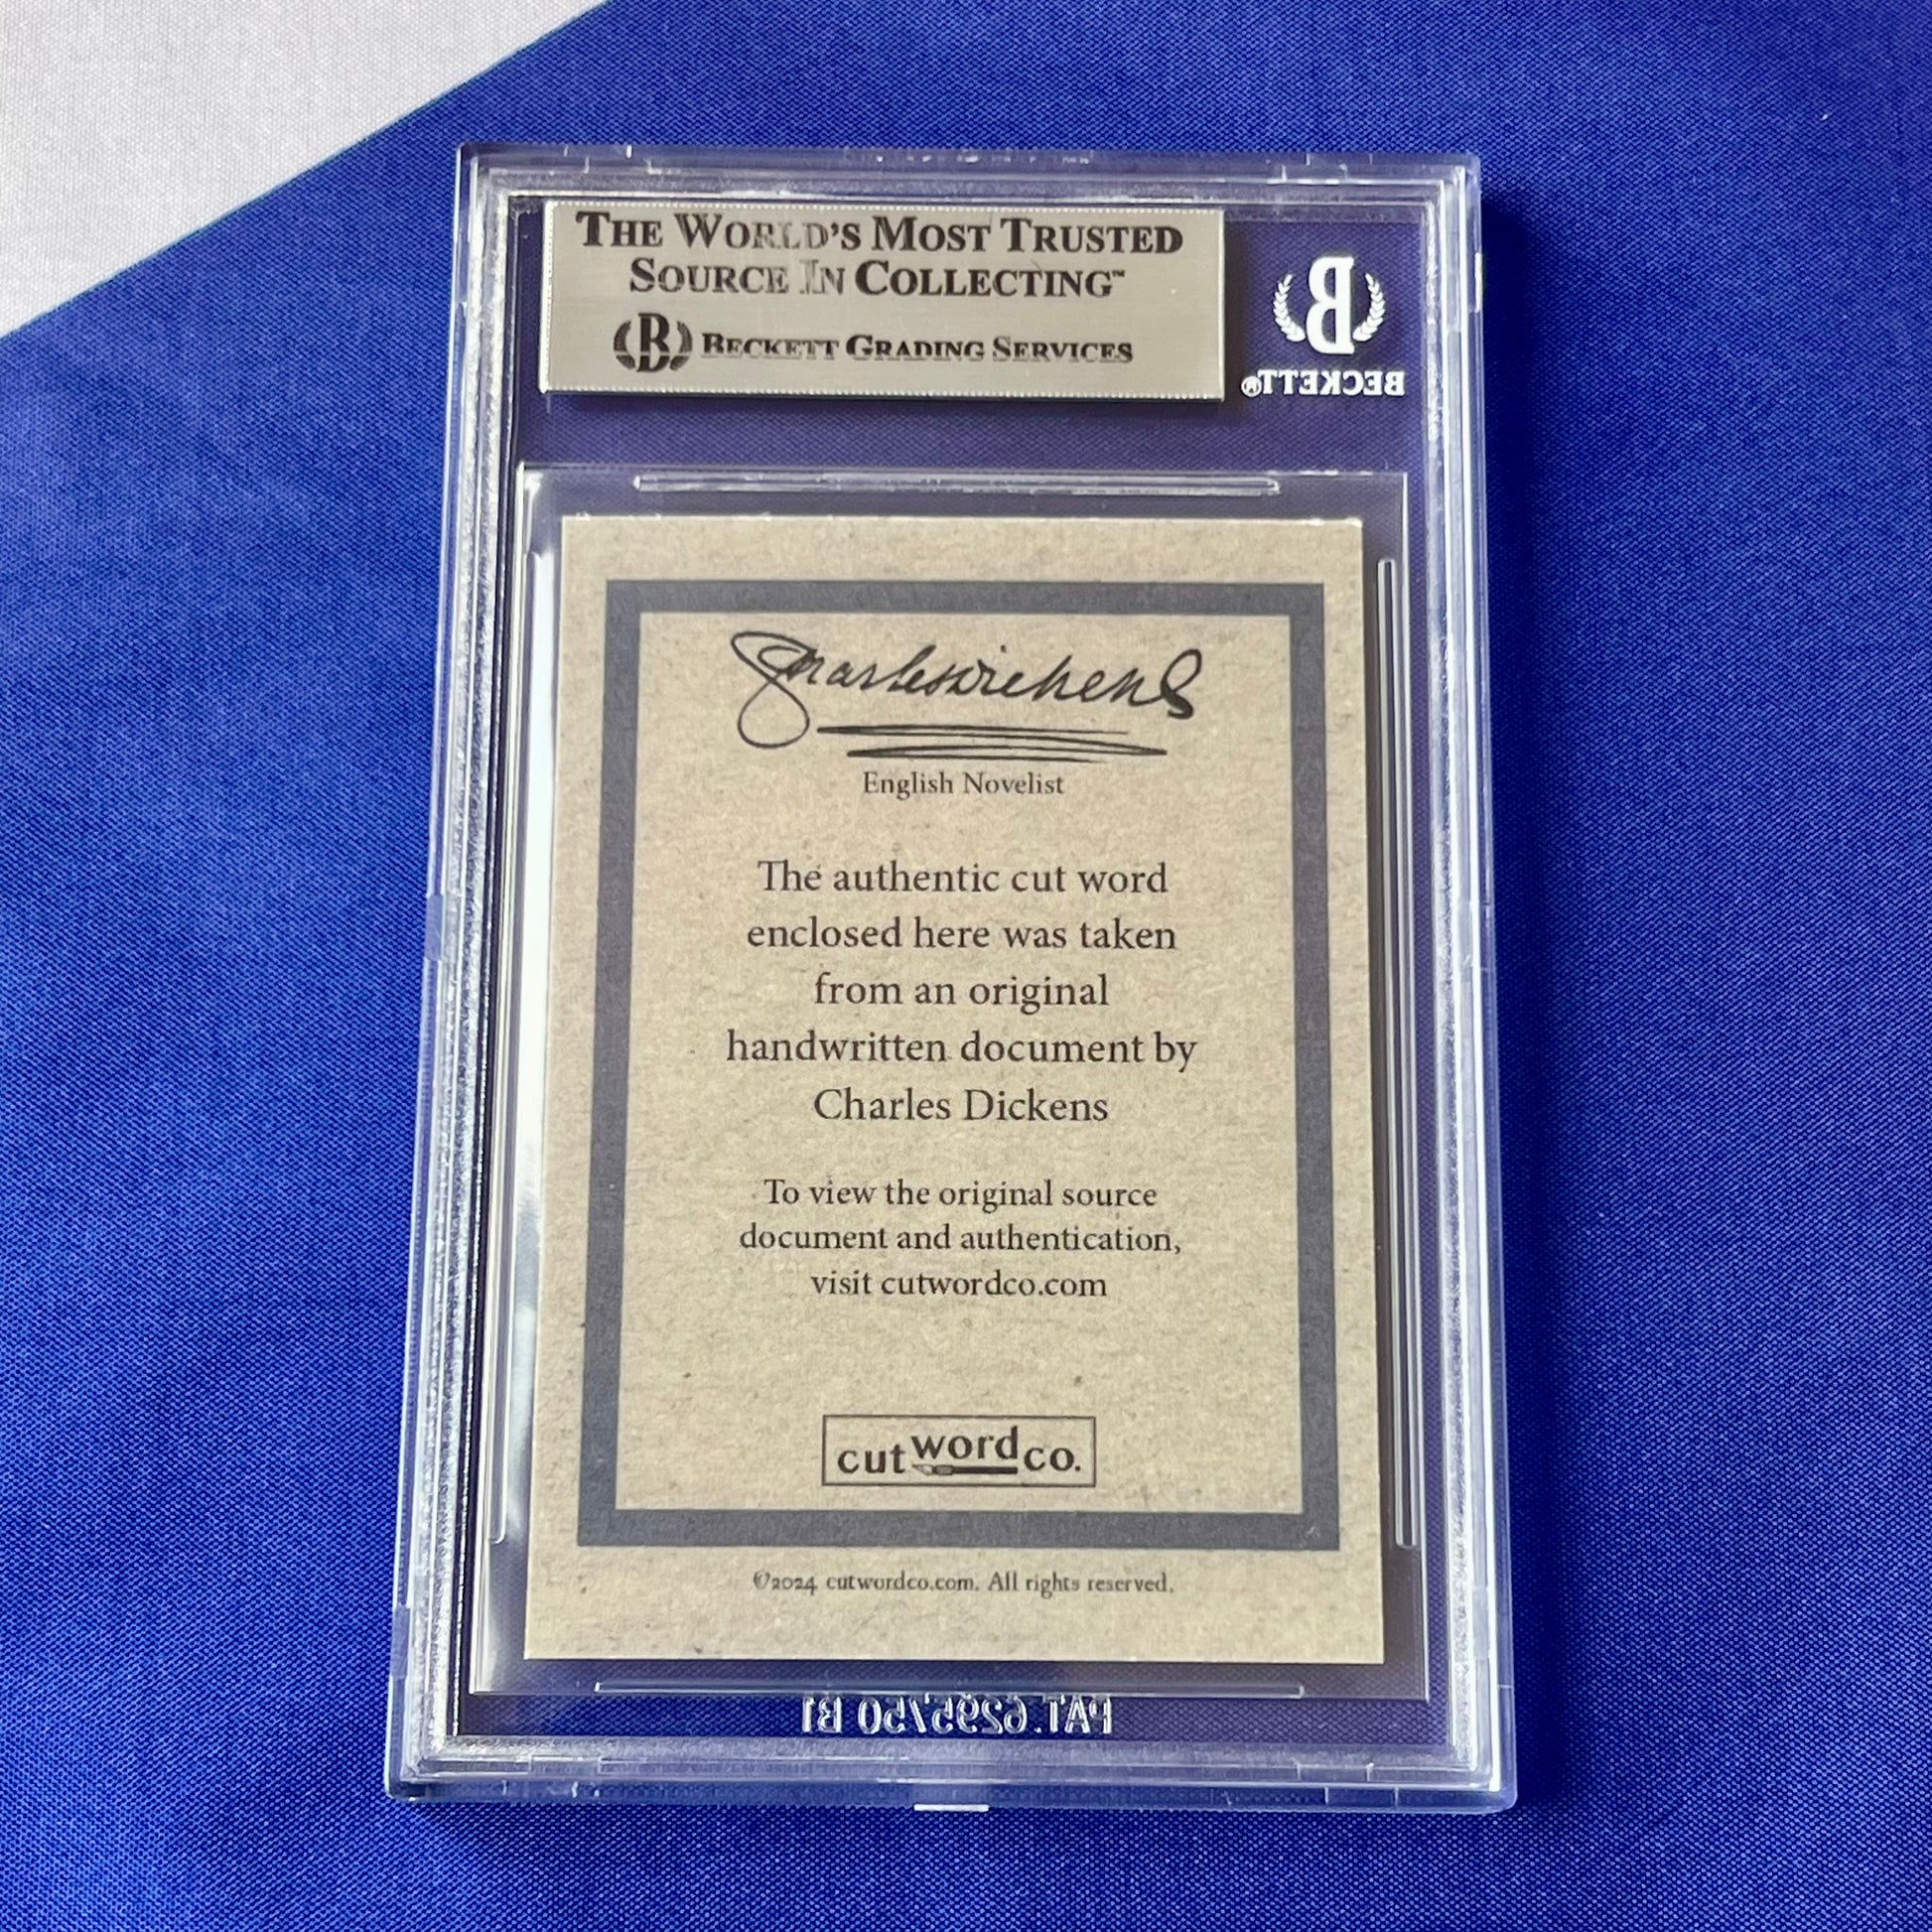 THE WORLD'S MOST TRUSTED
SOURCE IN COLLECTING™
B BECKETT GRADING SERVICES
B
BECKETT®
Charles Dickens
English Novelist
The authentic cut word
enclosed here was taken
from an original
handwritten document by
Charles Dickens
To view the original source
document and authentication,
visit cutwordco.com
cut word co.
©2024 cutwordco.com. All rights reserved.
PAT. 6295750 B1